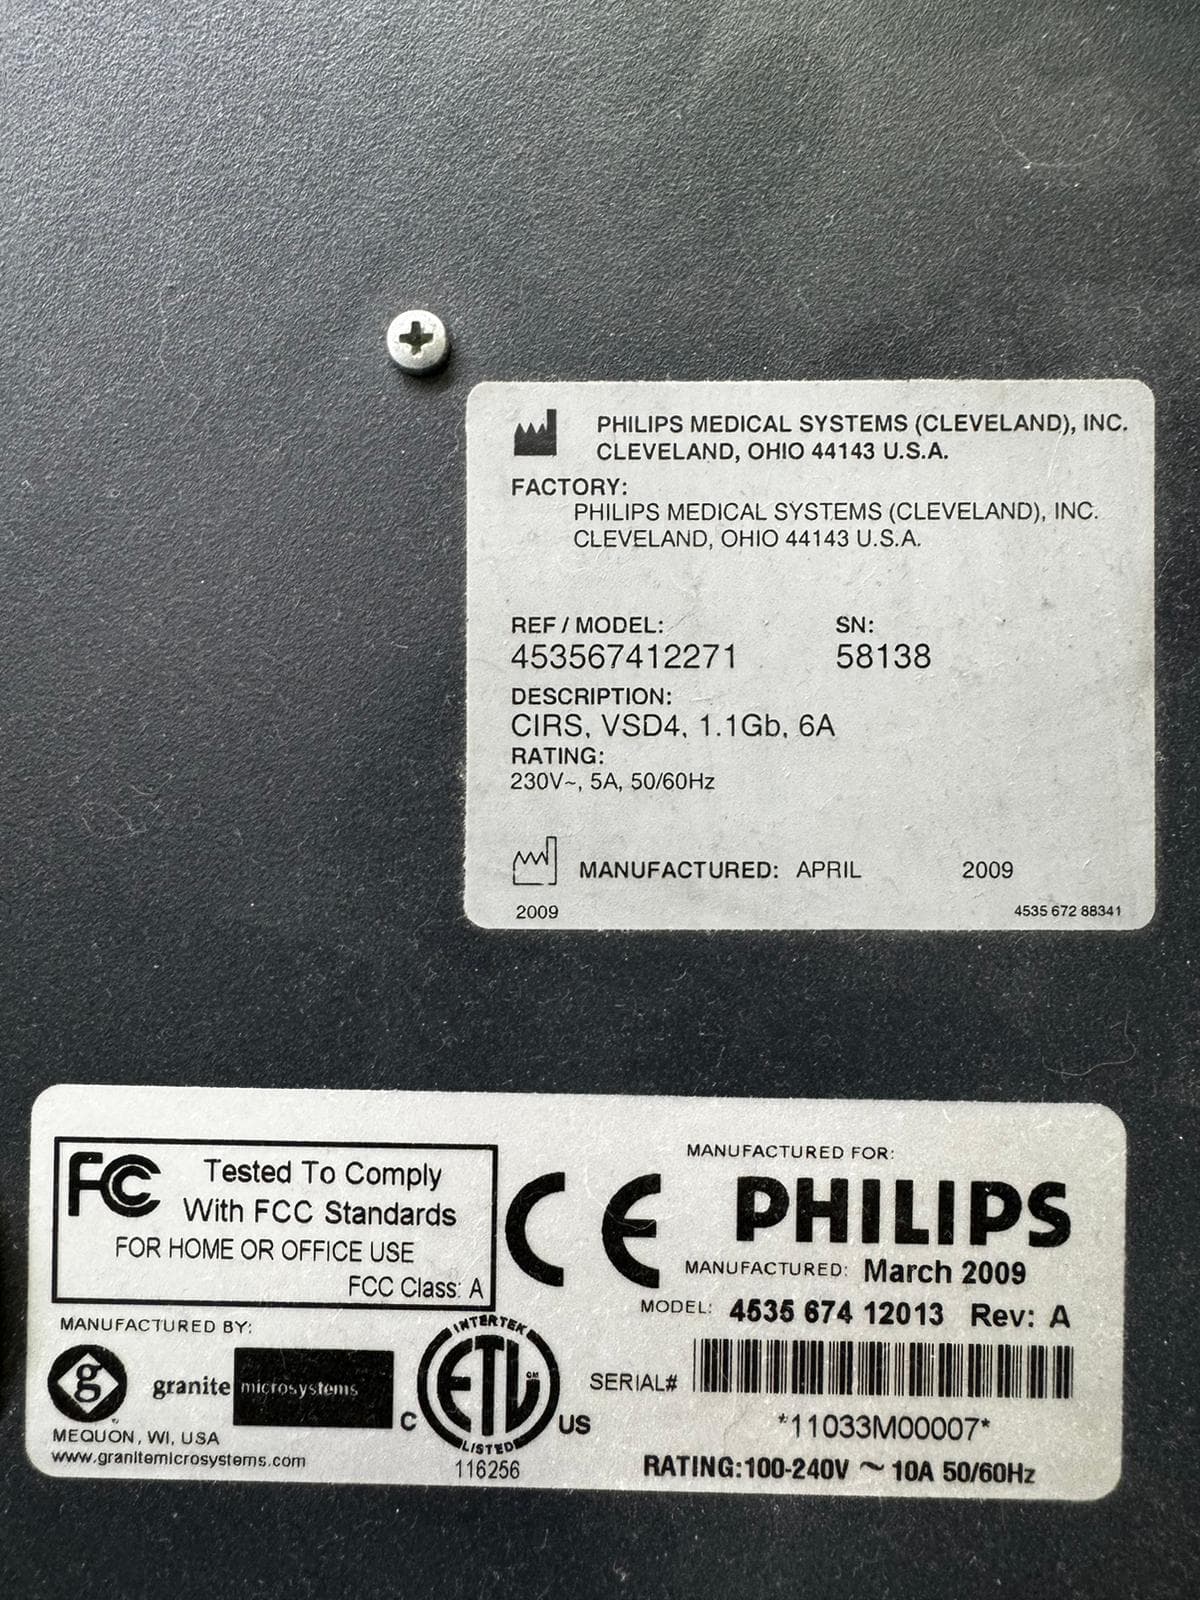 PHILIPS MEDICAL SYSTEMS (CLEVELAND), INC.
CLEVELAND, OHIO 44143 U.S.A.
FACTORY:
PHILIPS MEDICAL SYSTEMS (CLEVELAND), INC.
CLEVELAND, OHIO 44143 U.S.A.
REF / MODEL: SN:
453567412271 58138
DESCRIPTION:
CIRS, VSD4, 1.1Gb, 6A
RATING:
230V~, 5A, 50/60Hz
MANUFACTURED: APRIL 2009
2009 4535 672 88341
FC Tested To Comply
With FCC Standards
FOR HOME OR OFFICE USE
FCC Class: A
CE
MANUFACTURED FOR:
PHILIPS
MANUFACTURED: March 2009
MODEL: 4535 674 12013 Rev: A
SERIAL#
*11033M00007*
RATING:100-240V ~ 10A 50/60Hz
MANUFACTURED BY:
g granite microsystems
MEQUON, WI, USA
www.granitemicrosystems.com
INTERTEK
C ETL CM US
LISTED
116256